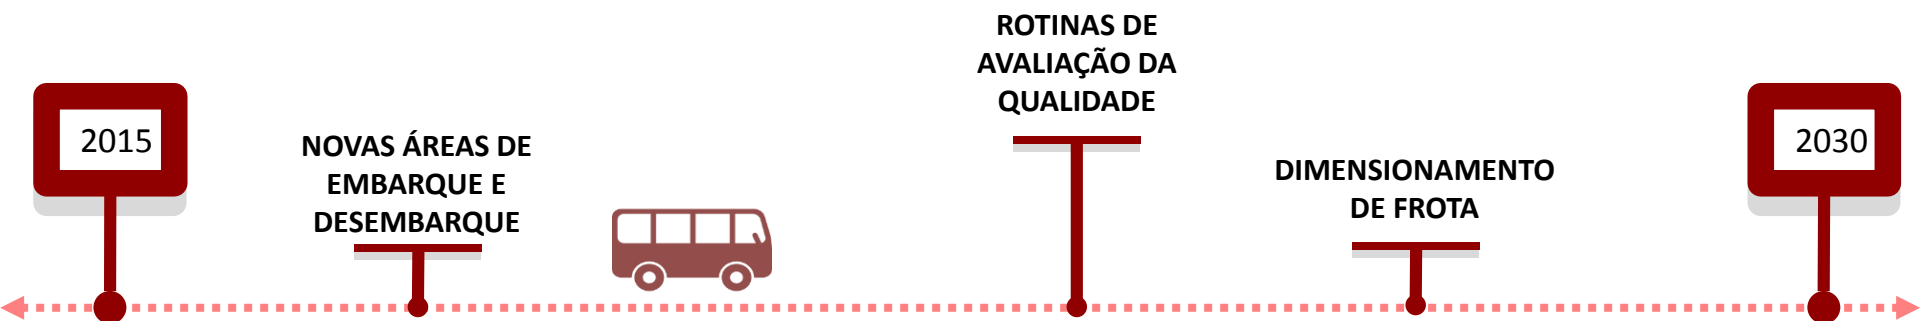 2015
NOVAS ÁREAS DE
EMBARQUE E
DESEMBARQUE
ROTINAS DE
AVALIAÇÃO DA
QUALIDADE
DIMENSIONAMENTO
DE FROTA
2030